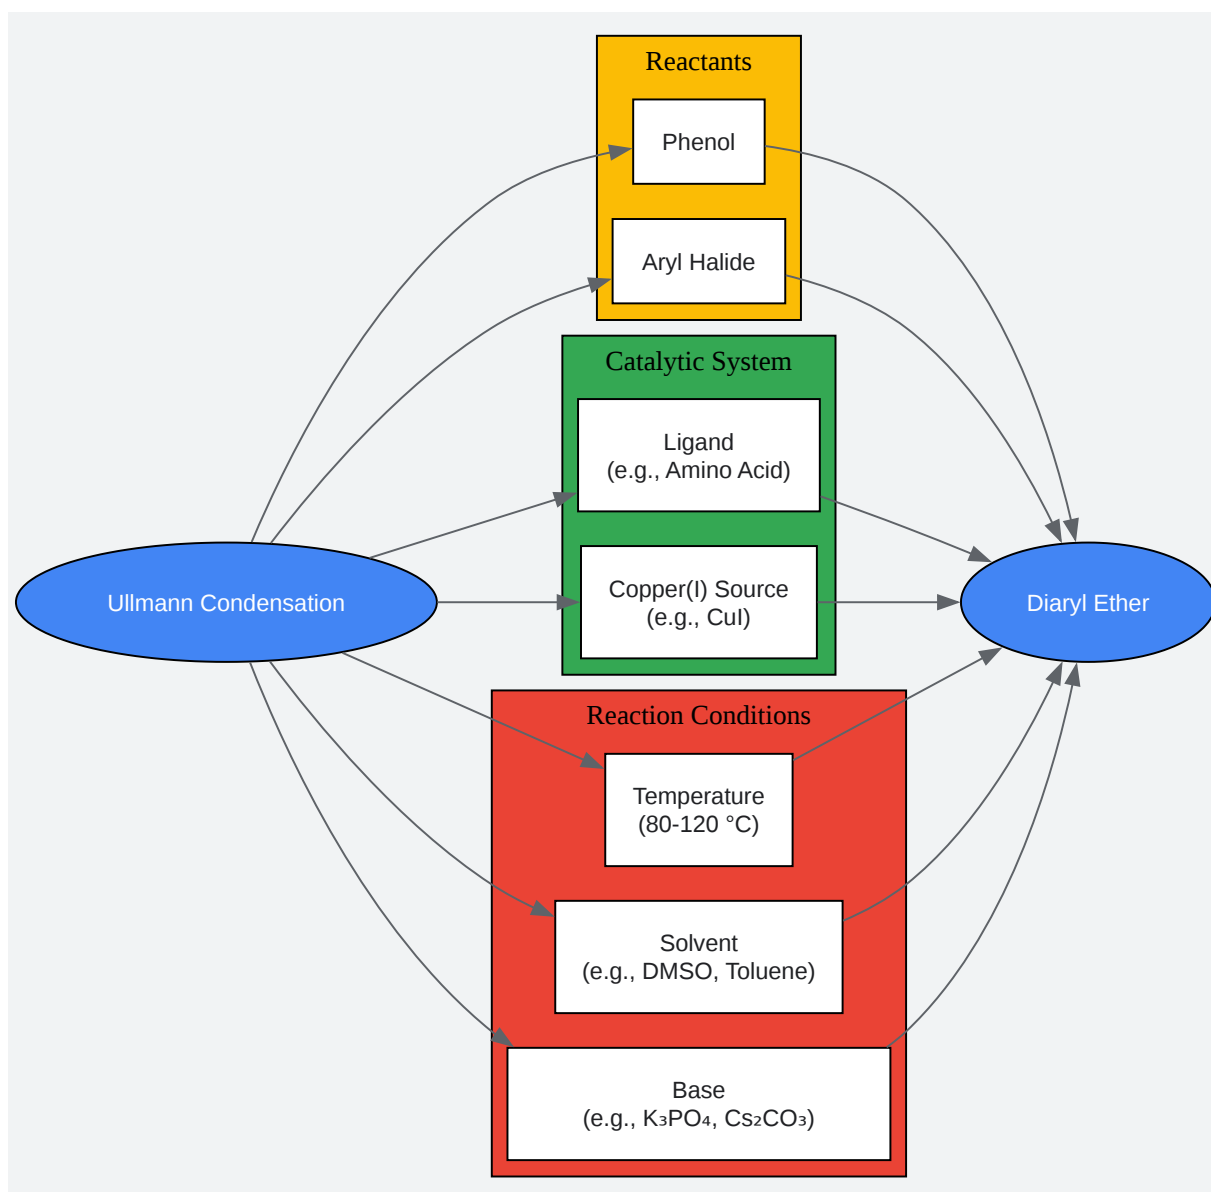 Reactants
Phenol
Aryl Halide
Catalytic System
Ligand
(e.g., Amino Acid)
Copper(I) Source
(e.g., CuI)
Ullmann Condensation
Diaryl Ether
Reaction Conditions
Temperature
(80-120 °C)
Solvent
(e.g., DMSO, Toluene)
Base
(e.g., K₃PO₄, Cs₂CO₃)